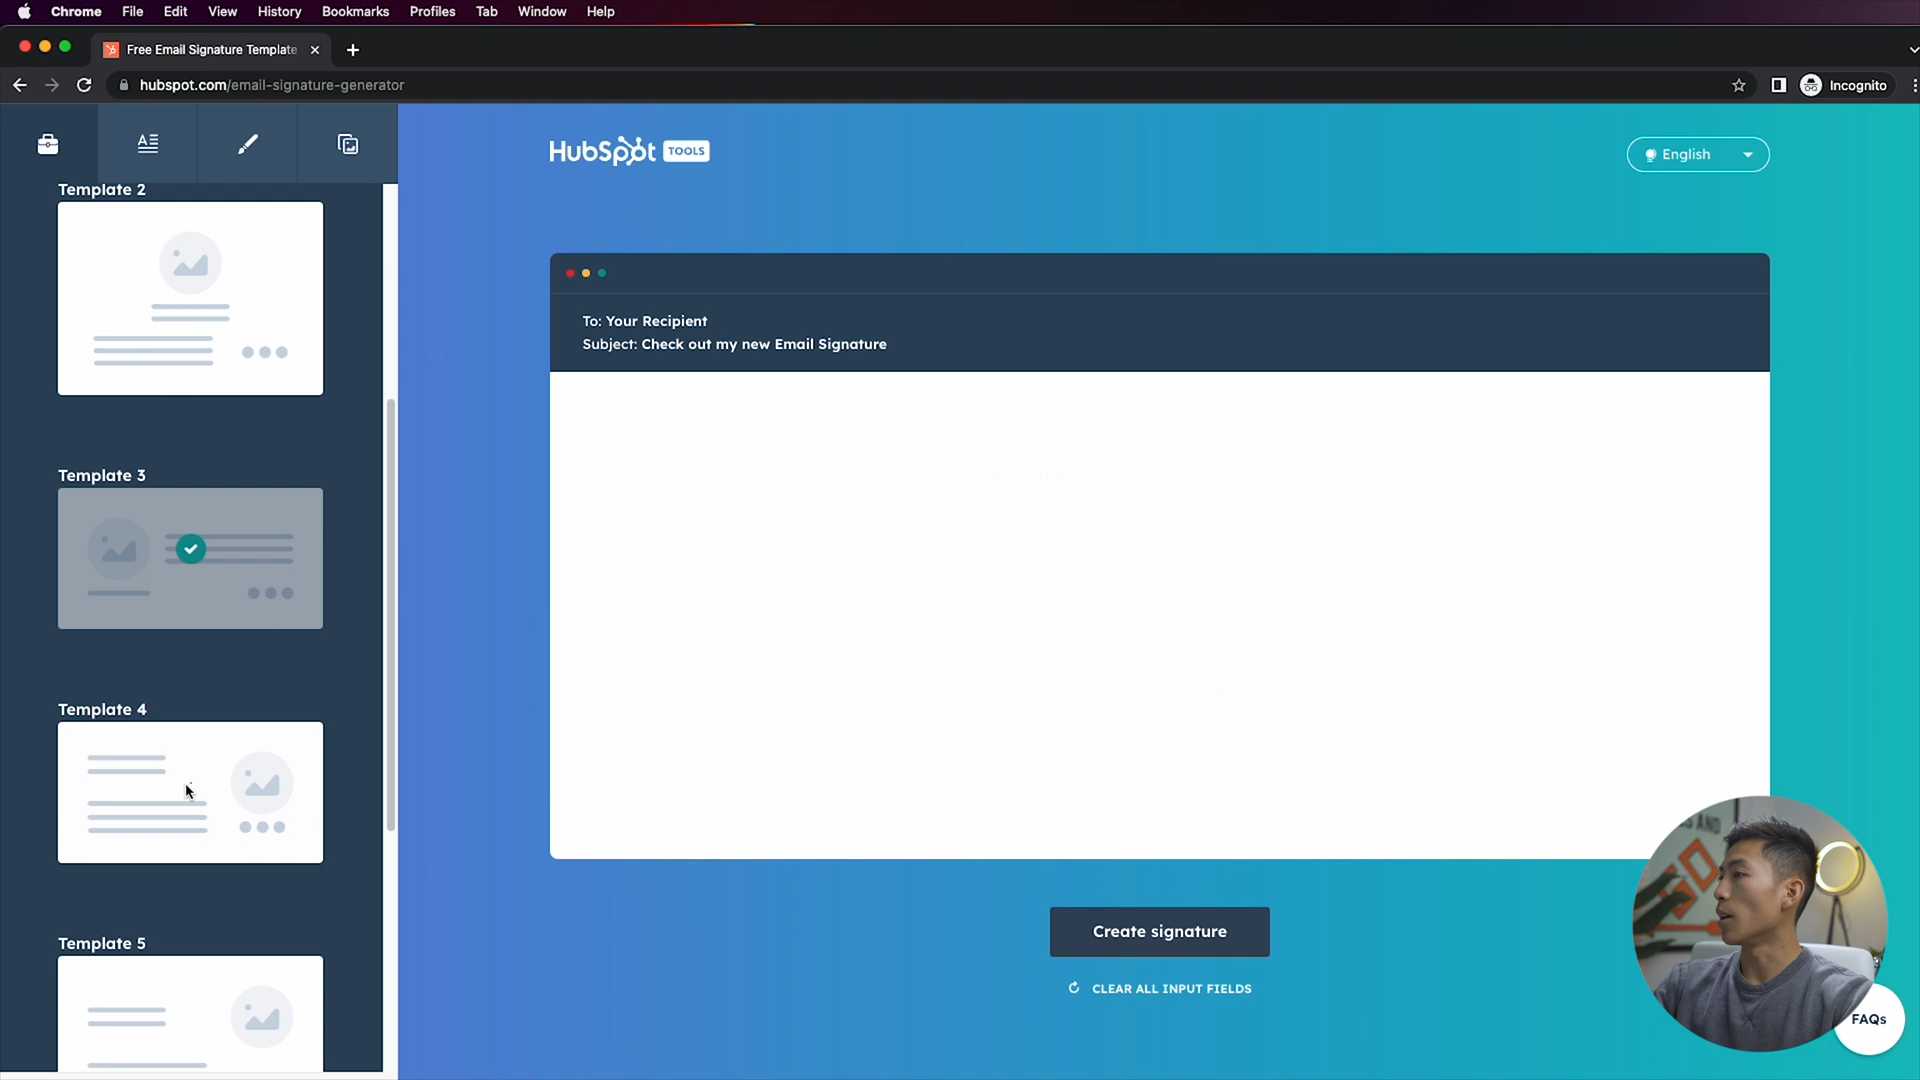 Chrome File Edit View History Bookmarks Profiles Tab Window Help
Free Email Signature Template
hubspot.com/email-signature-generator
Incognito
HubSpot TOOLS
English
Template 2
To: Your Recipient
Subject: Check out my new Email Signature
Template 3
Template 4
Template 5
Create signature
CLEAR ALL INPUT FIELDS
FAQs